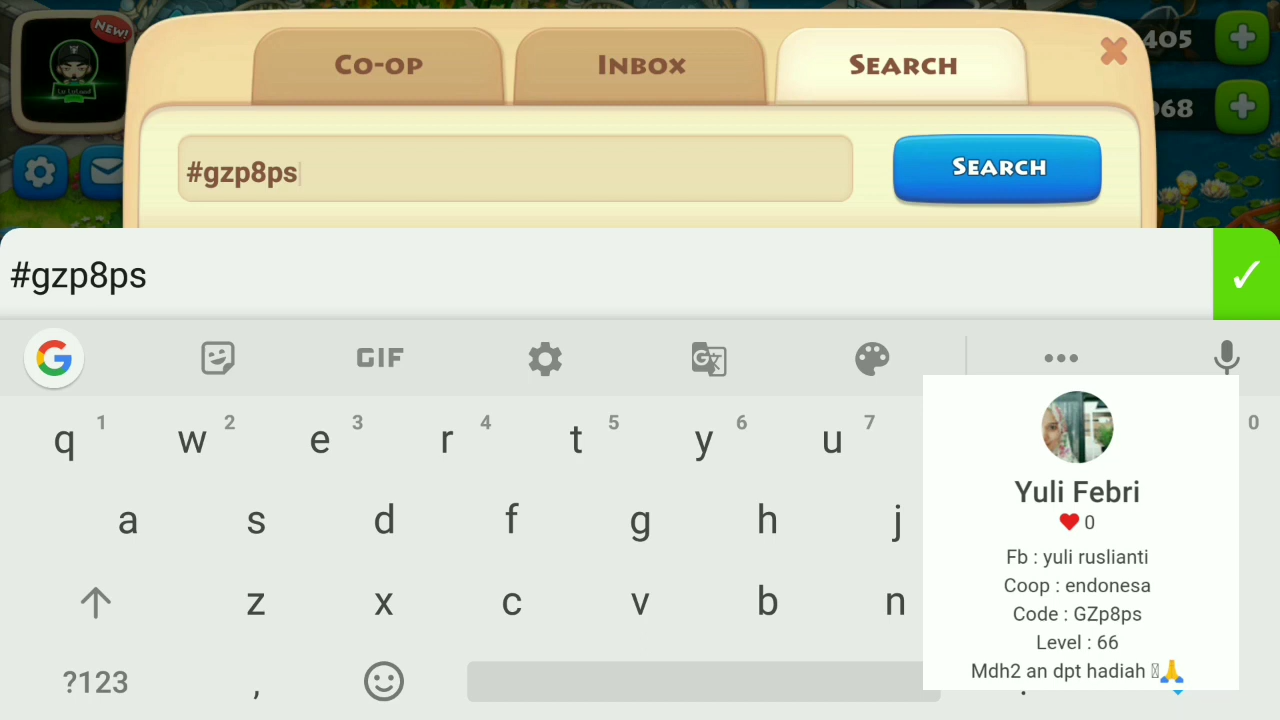 NEW!
CO-OP
INBOX
SEARCH
405
068
#gzp8ps
SEARCH
#gzp8ps
GIF
q 1 w 2 e 3 r 4 t 5 y 6 u 7 0
a s d f g h j
z x c v b n
?123 , .
Yuli Febri
0
Fb : yuli ruslianti
Coop : endonesa
Code : GZp8ps
Level : 66
Mdh2 an dpt hadiah 🙏